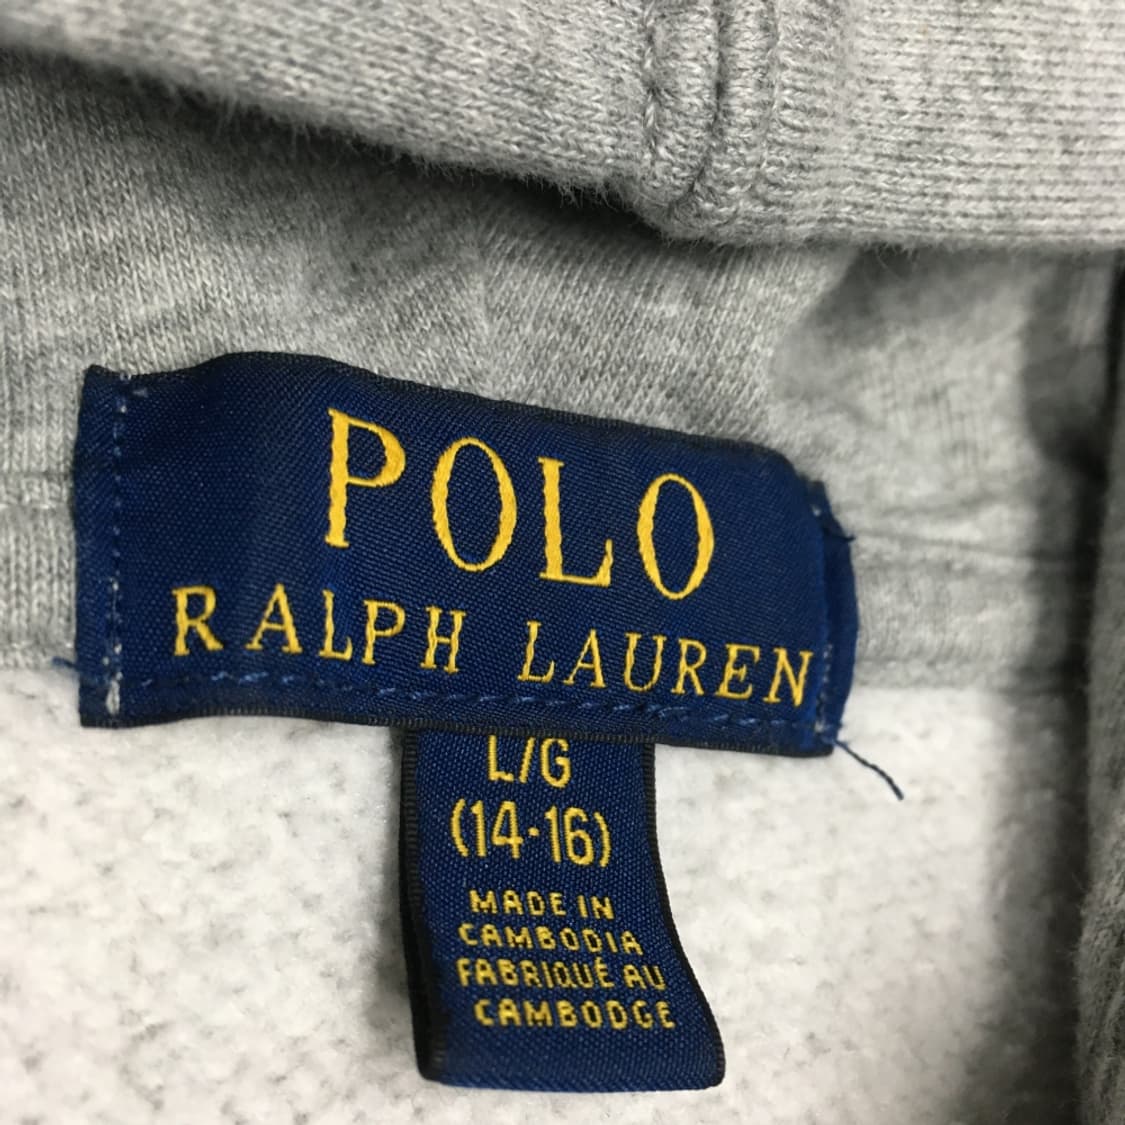 POLO
RALPH LAUREN
L/G
(14-16)
MADE IN
CAMBODIA
FABRIQUÉ AU
CAMBODGE